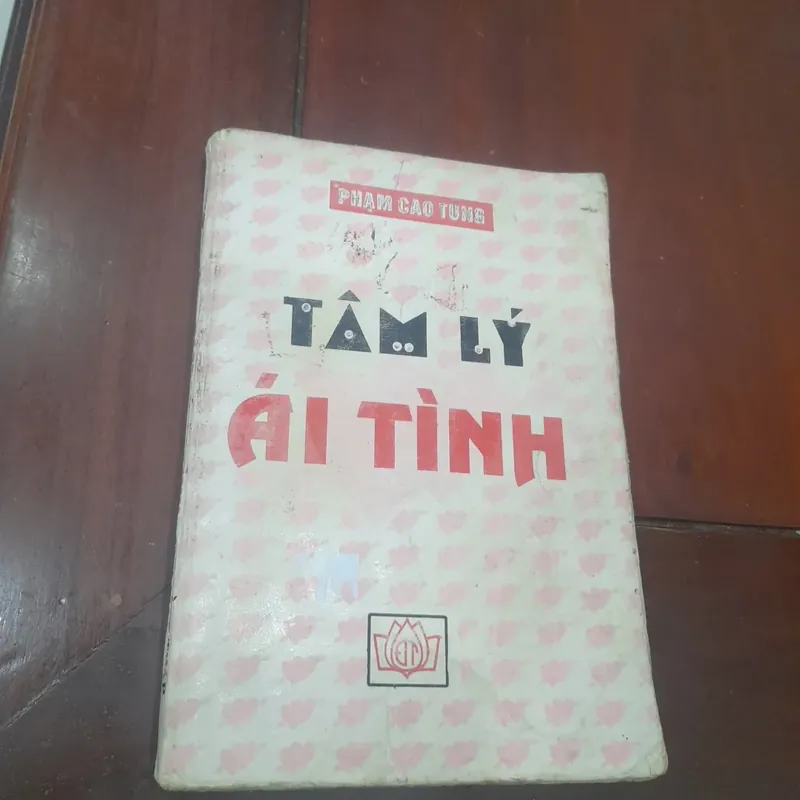 PHẠM CAO TUNG
TÂM LÝ
ÁI TÌNH